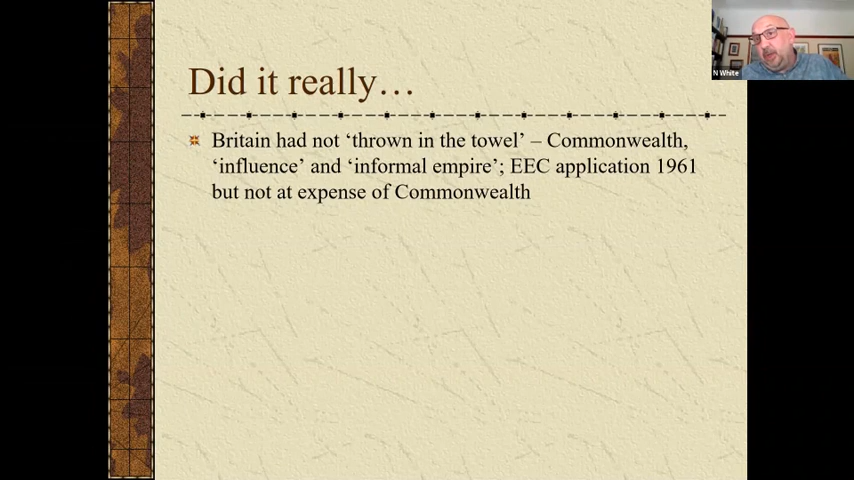 Did it really…
Britain had not ‘thrown in the towel’ – Commonwealth,
‘influence’ and ‘informal empire’; EEC application 1961
but not at expense of Commonwealth
N White